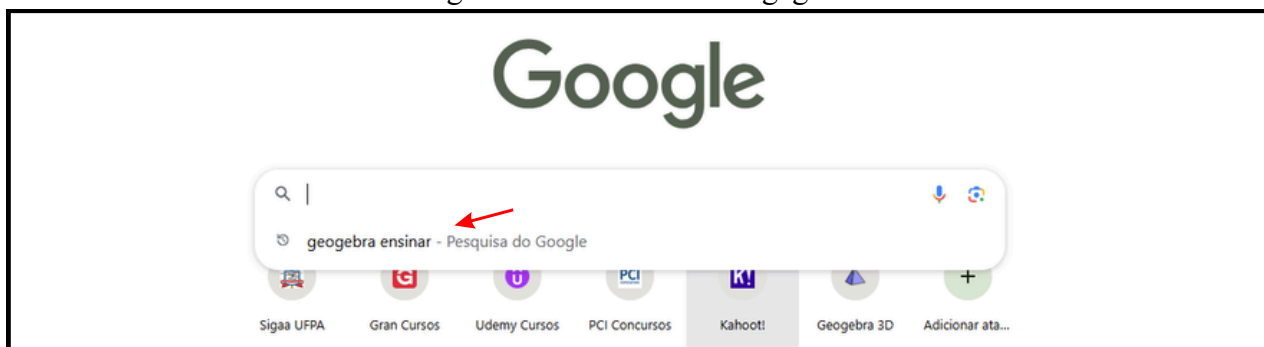 Google
geogebra ensinar - Pesquisa do Google
G
U
PCI
K!
+
Sigaa UFPA
Gran Cursos
Udemy Cursos
PCI Concursos
Kahoot!
Geogebra 3D
Adicionar ata...